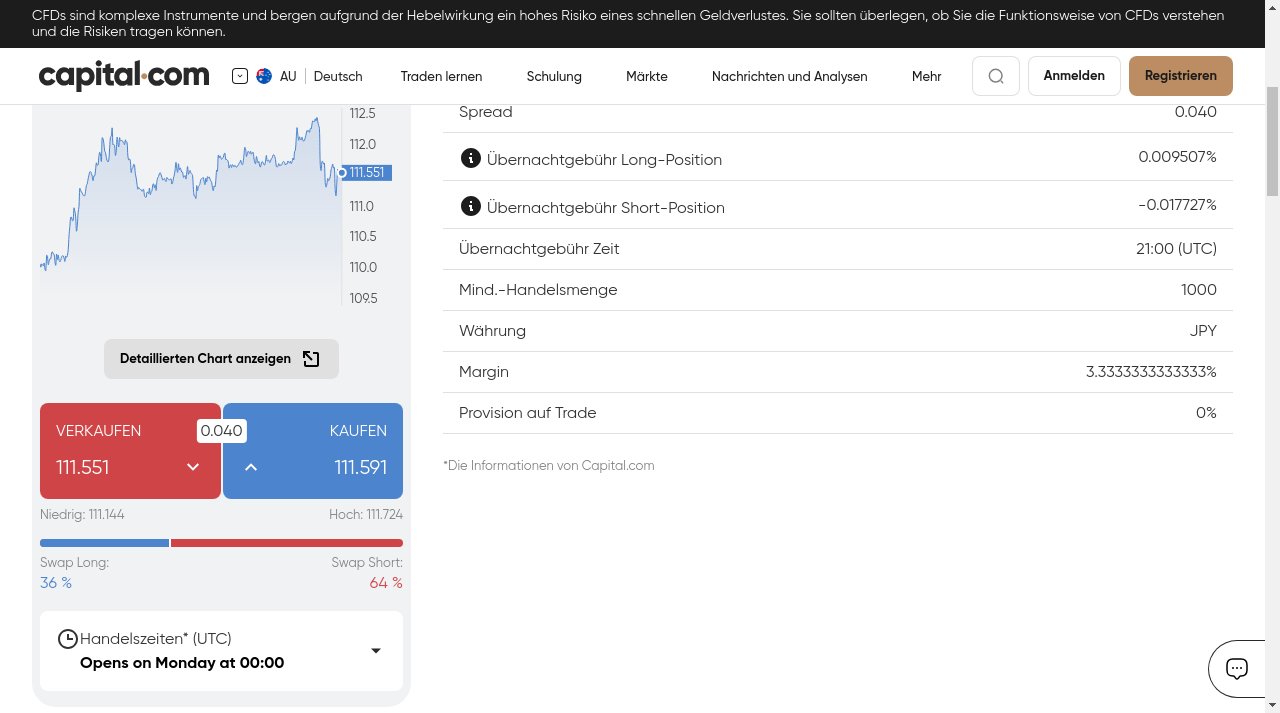 CFDs sind komplexe Instrumente und bergen aufgrund der Hebelwirkung ein hohes Risiko eines schnellen Geldverlustes. Sie sollten überlegen, ob Sie die Funktionsweise von CFDs verstehen
und die Risiken tragen können.
capital.com
AU
Deutsch
Traden lernen
Schulung
Märkte
Nachrichten und Analysen
Mehr
Anmelden
Registrieren
112.5
112.0
111.551
111.0
110.5
110.0
109.5
Detaillierten Chart anzeigen
VERKAUFEN
0.040
KAUFEN
111.551
111.591
Niedrig: 111.144
Hoch: 111.724
Swap Long:
Swap Short:
36 %
64 %
Handelszeiten* (UTC)
Opens on Monday at 00:00
Spread
0.040
Übernachtgebühr Long-Position
0.009507%
Übernachtgebühr Short-Position
-0.017727%
Übernachtgebühr Zeit
21:00 (UTC)
Mind.-Handelsmenge
1000
Währung
JPY
Margin
3.3333333333333%
Provision auf Trade
0%
*Die Informationen von Capital.com